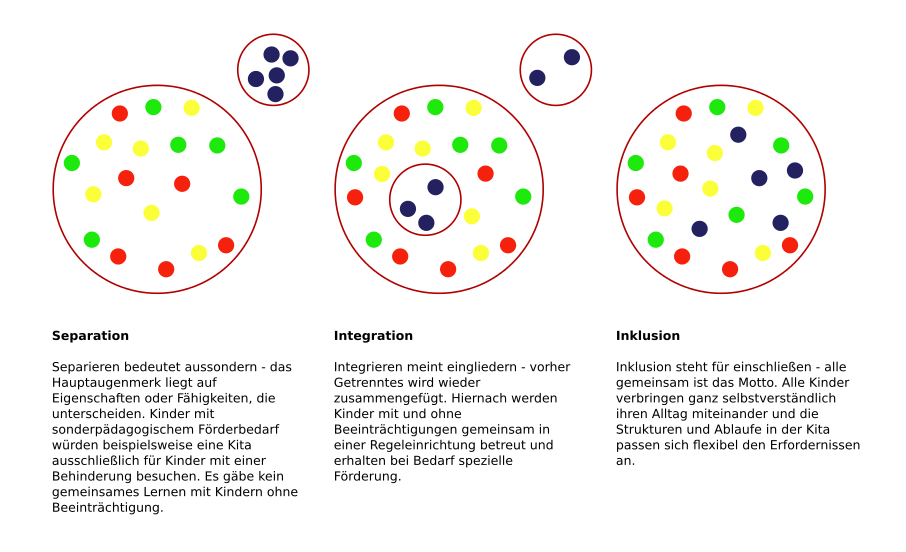 Separation
Separieren bedeutet aussondern - das
Hauptaugenmerk liegt auf
Eigenschaften oder Fähigkeiten, die
unterscheiden. Kinder mit
sonderpädagogischem Förderbedarf
würden beispielsweise eine Kita
ausschließlich für Kinder mit einer
Behinderung besuchen. Es gäbe kein
gemeinsames Lernen mit Kindern ohne
Beeinträchtigung.
Integration
Integrieren meint eingliedern - vorher
Getrenntes wird wieder
zusammengefügt. Hiernach werden
Kinder mit und ohne
Beeinträchtigungen gemeinsam in
einer Regeleinrichtung betreut und
erhalten bei Bedarf spezielle
Förderung.
Inklusion
Inklusion steht für einschließen - alle
gemeinsam ist das Motto. Alle Kinder
verbringen ganz selbstverständlich
ihren Alltag miteinander und die
Strukturen und Ablaufe in der Kita
passen sich flexibel den Erfordernissen
an.